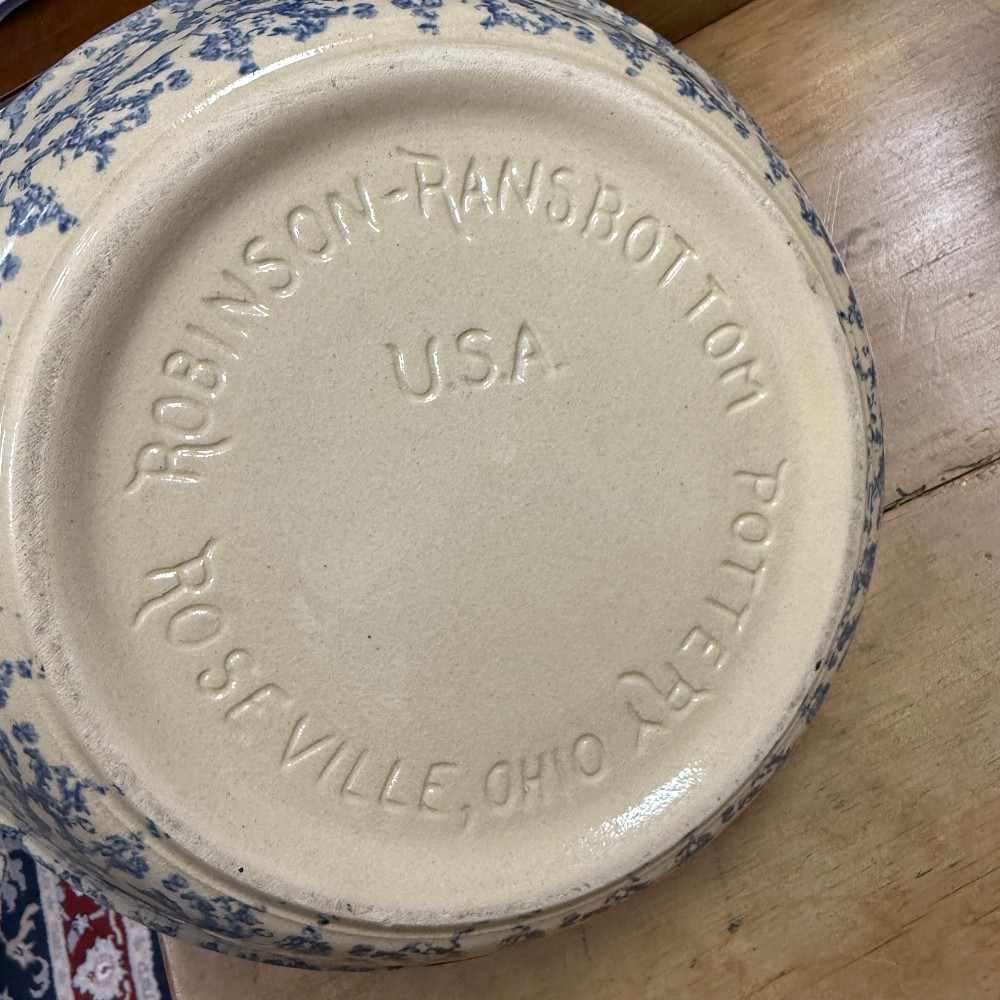 ROBINSON-RANSBOTTOM POTTERY
U.S.A.
ROSEVILLE, OHIO